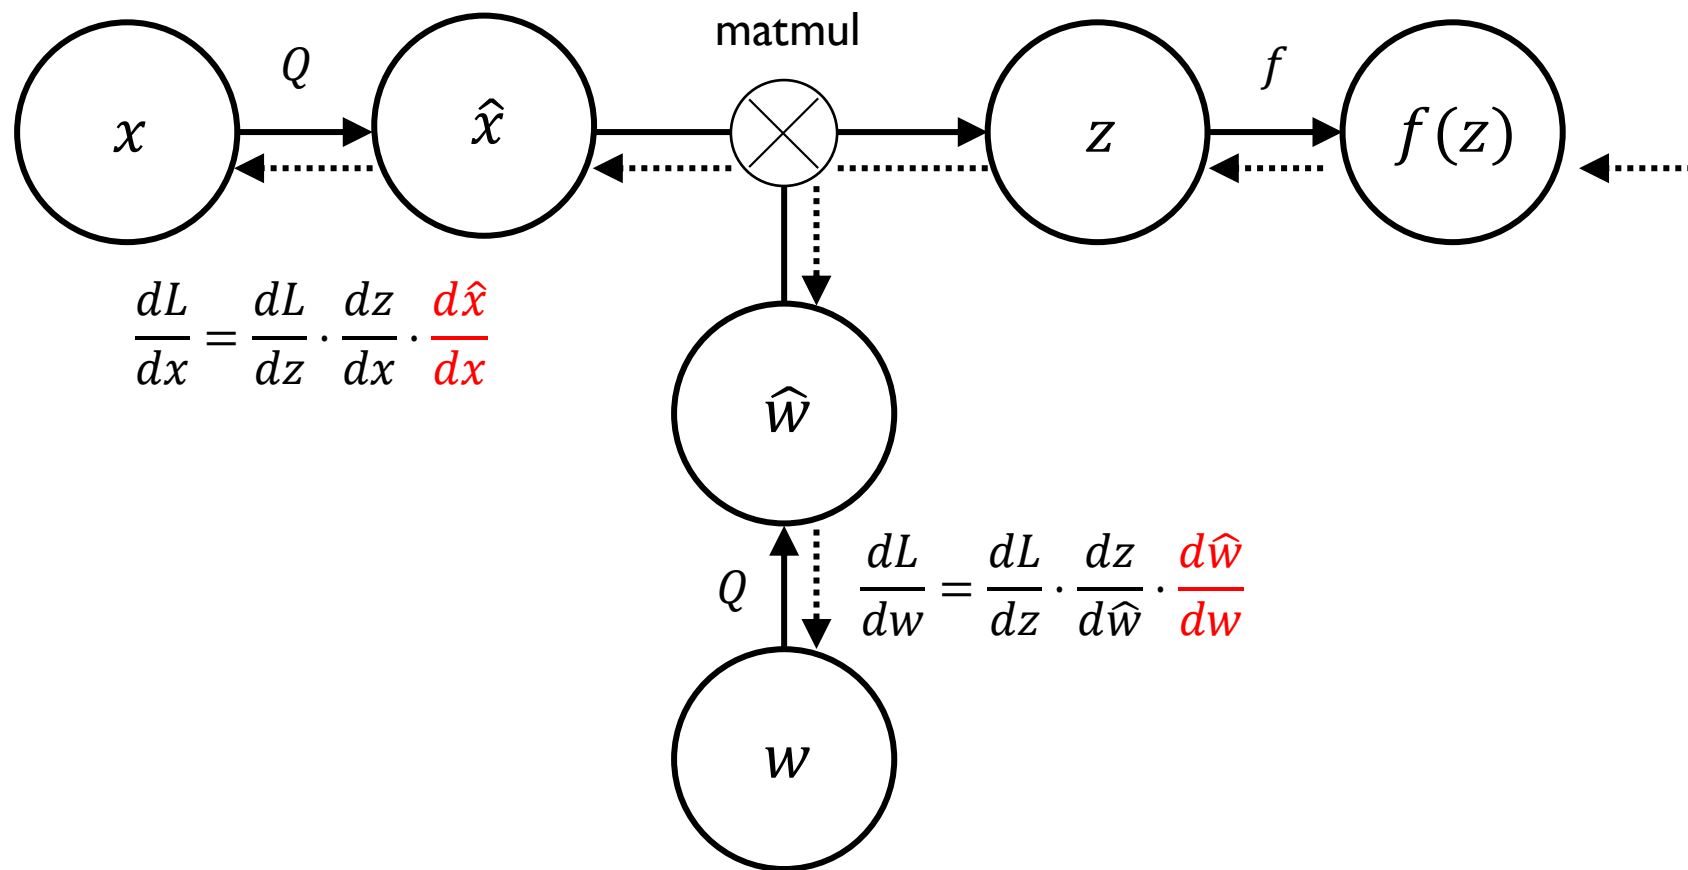 matmul
Q
f
x
x̂
z
f(z)
dL/dx = dL/dz · dz/dx · dx̂/dx
ŵ
Q
dL/dw = dL/dz · dz/dŵ · dŵ/dw
w